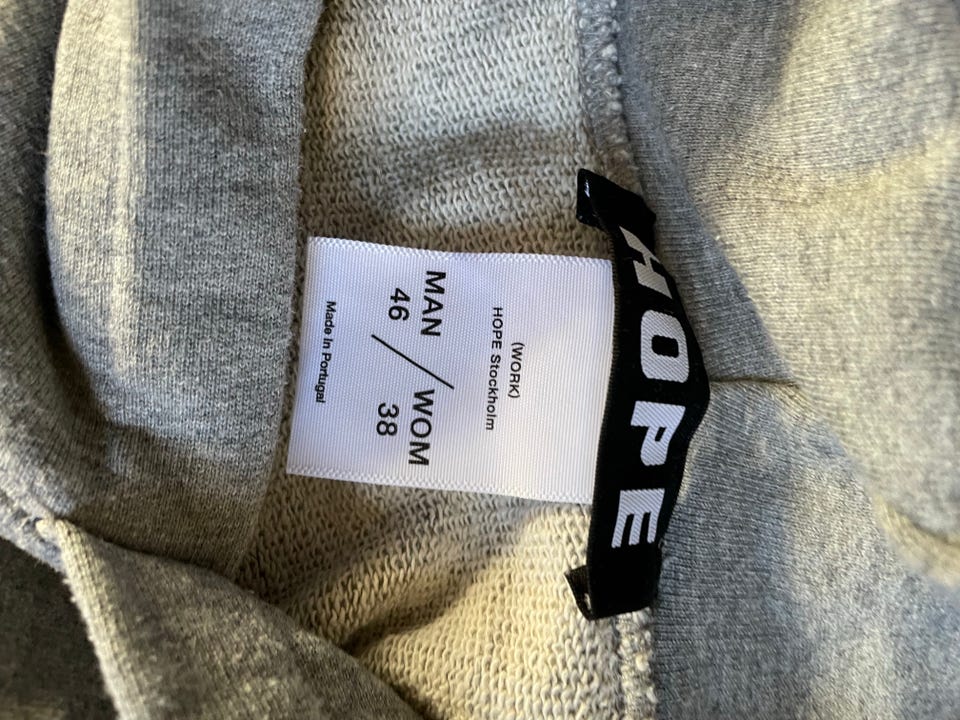 HOPE
(WORK)
HOPE Stockholm
MAN / WOM
46 38
Made In Portugal